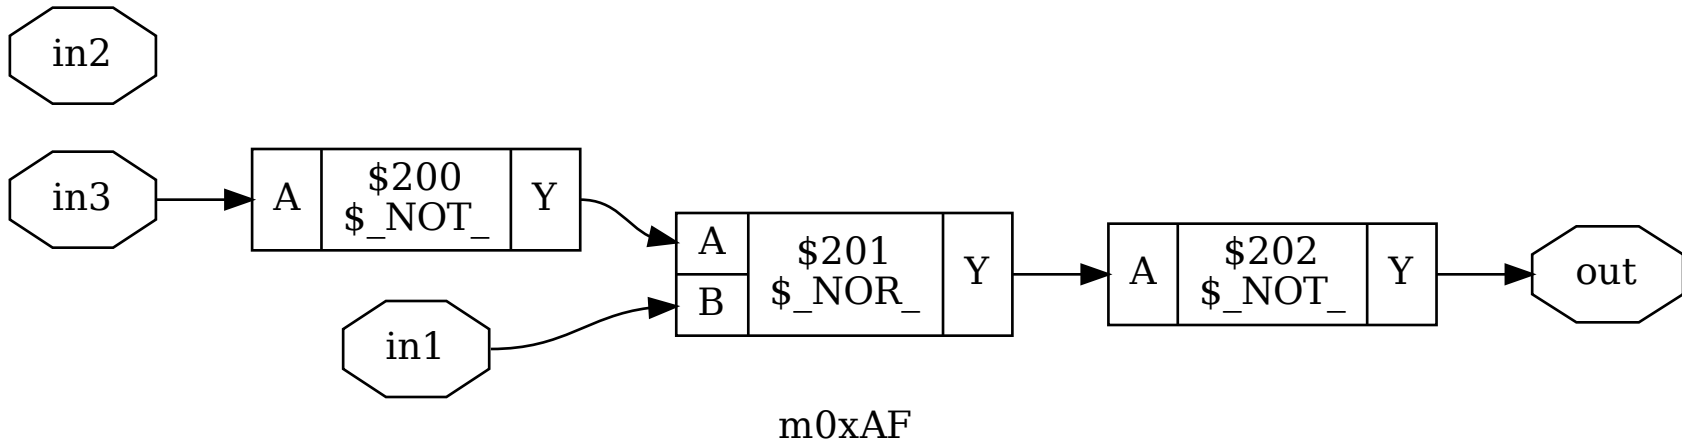 in2
in3
A
$200
$_NOT_
Y
in1
A
B
$201
$_NOR_
Y
A
$202
$_NOT_
Y
out
m0xAF